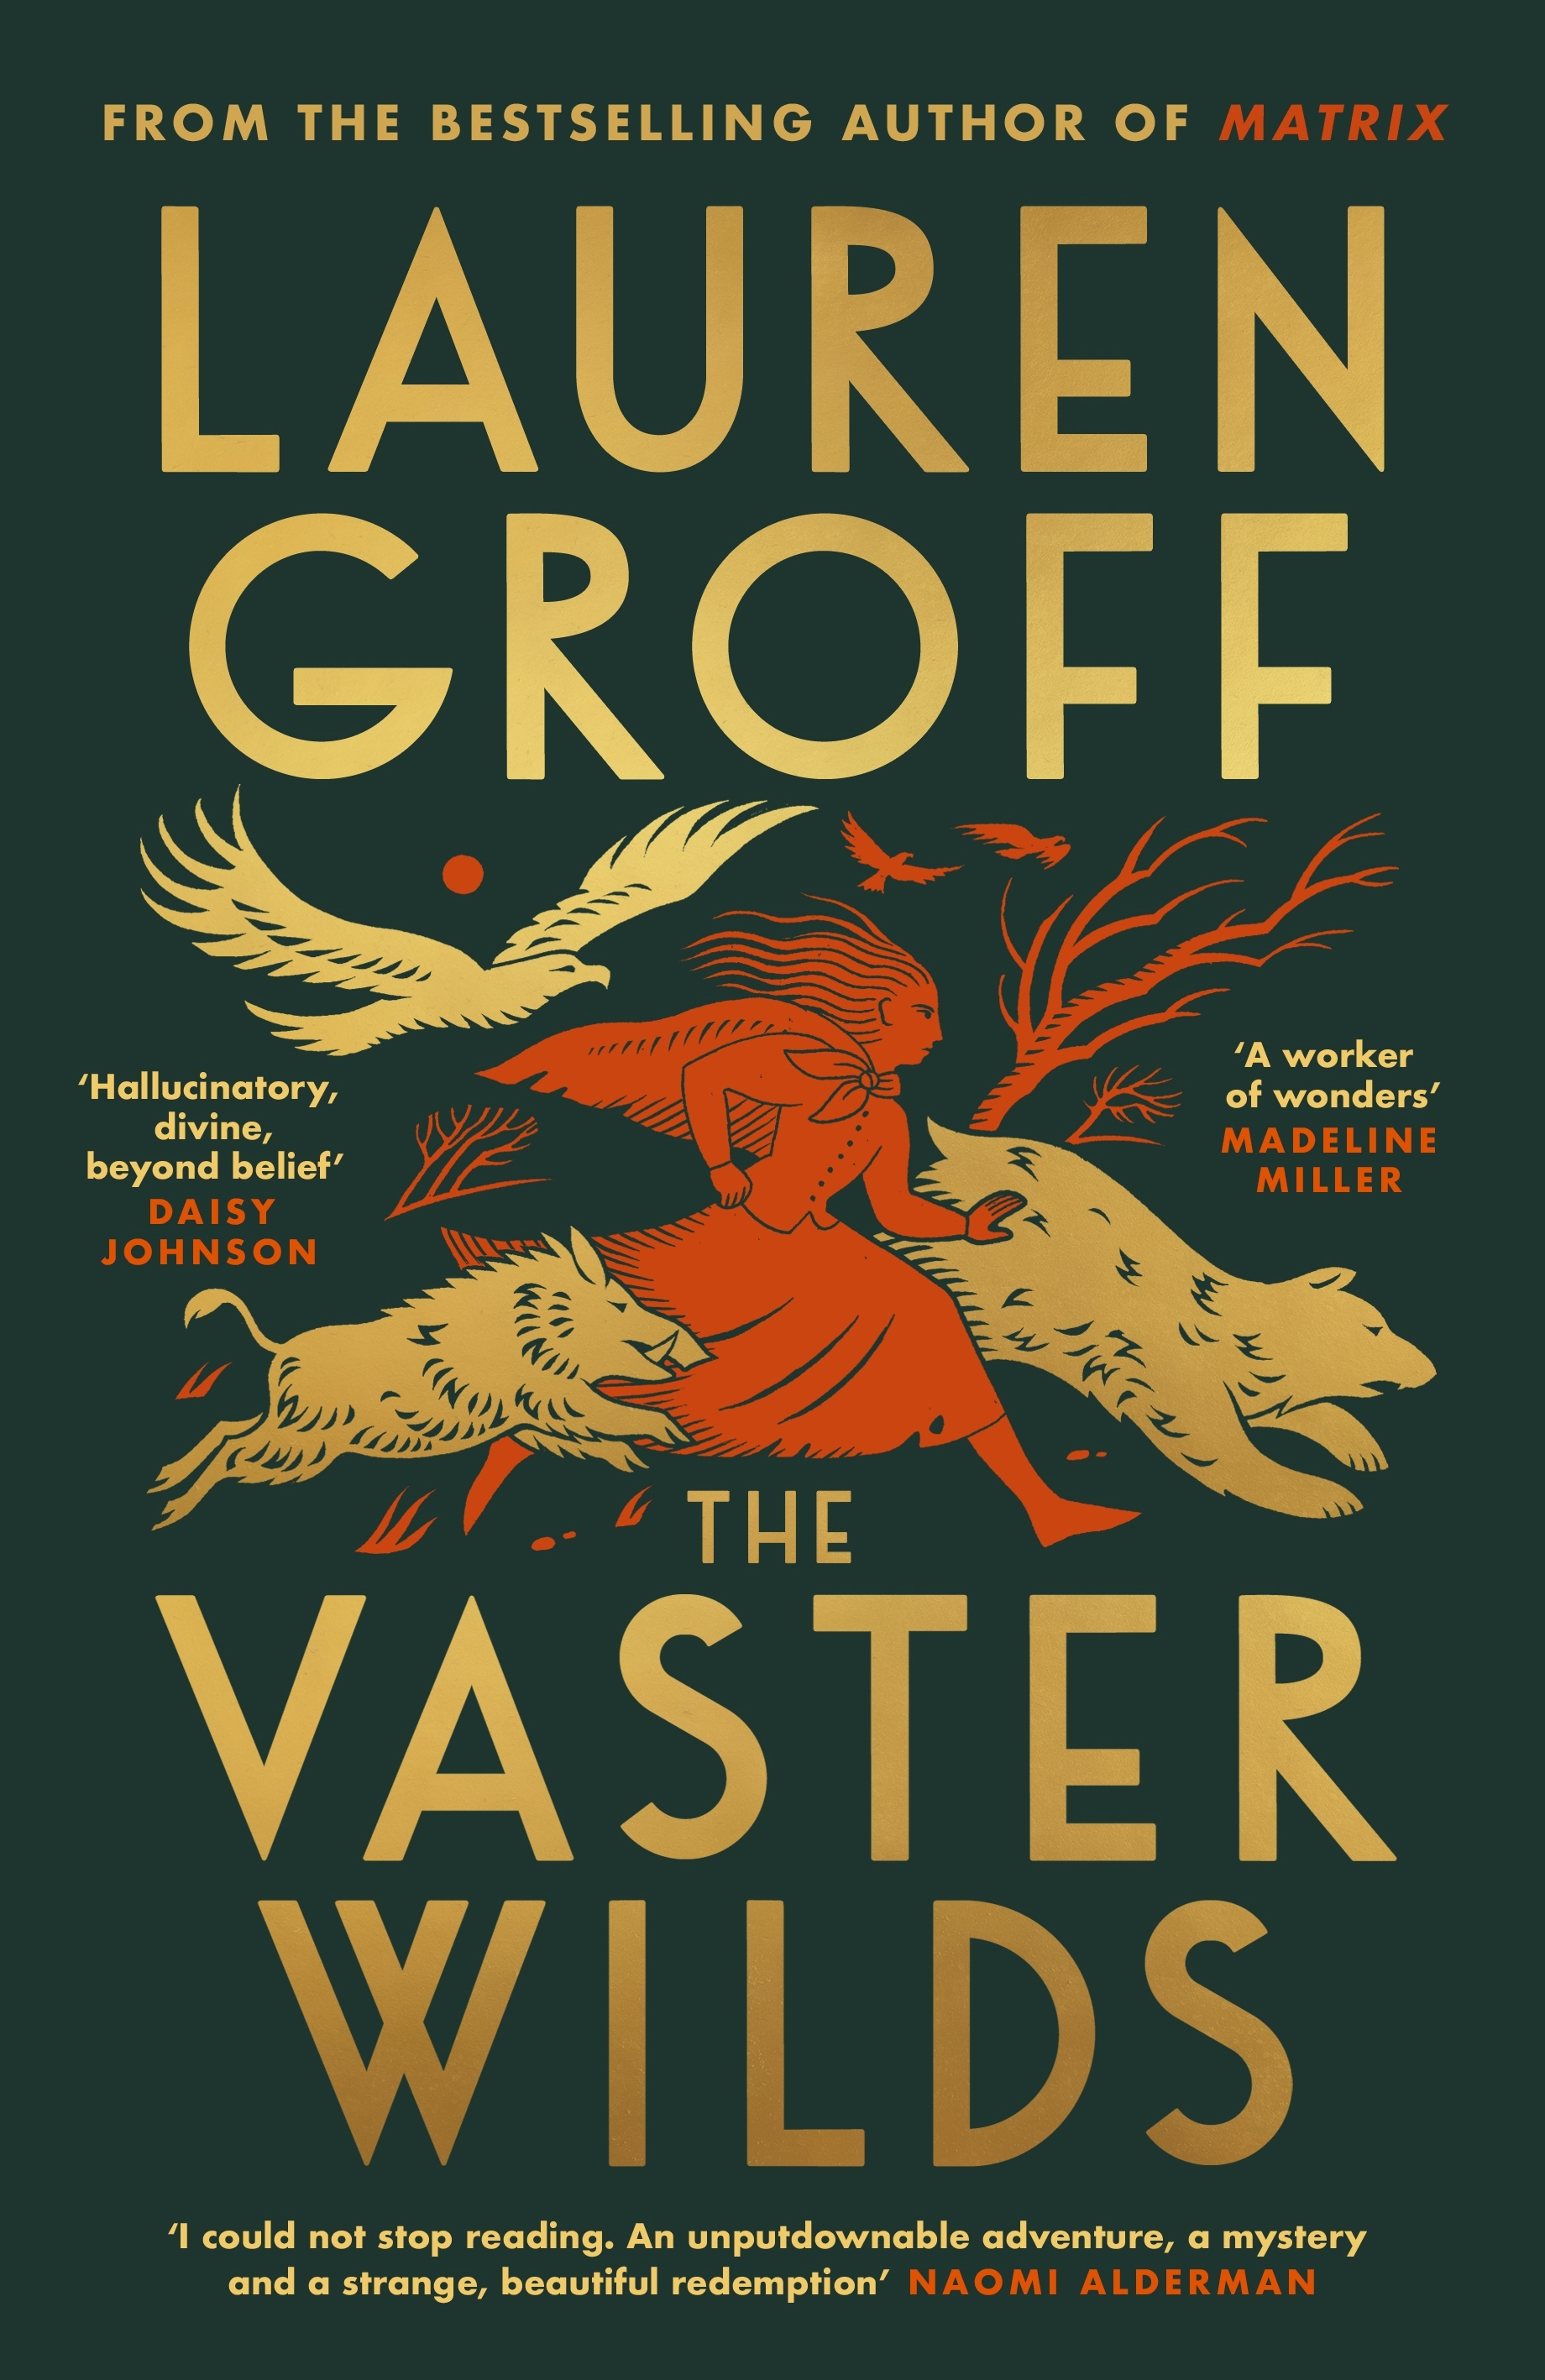 FROM THE BESTSELLING AUTHOR OF MATRIX
LAUREN
GROFF
‘Hallucinatory,
divine,
beyond belief’
DAISY
JOHNSON
‘A worker
of wonders’
MADELINE
MILLER
THE
VASTER
WILDS
‘I could not stop reading. An unputdownable adventure, a mystery
and a strange, beautiful redemption’ NAOMI ALDERMAN